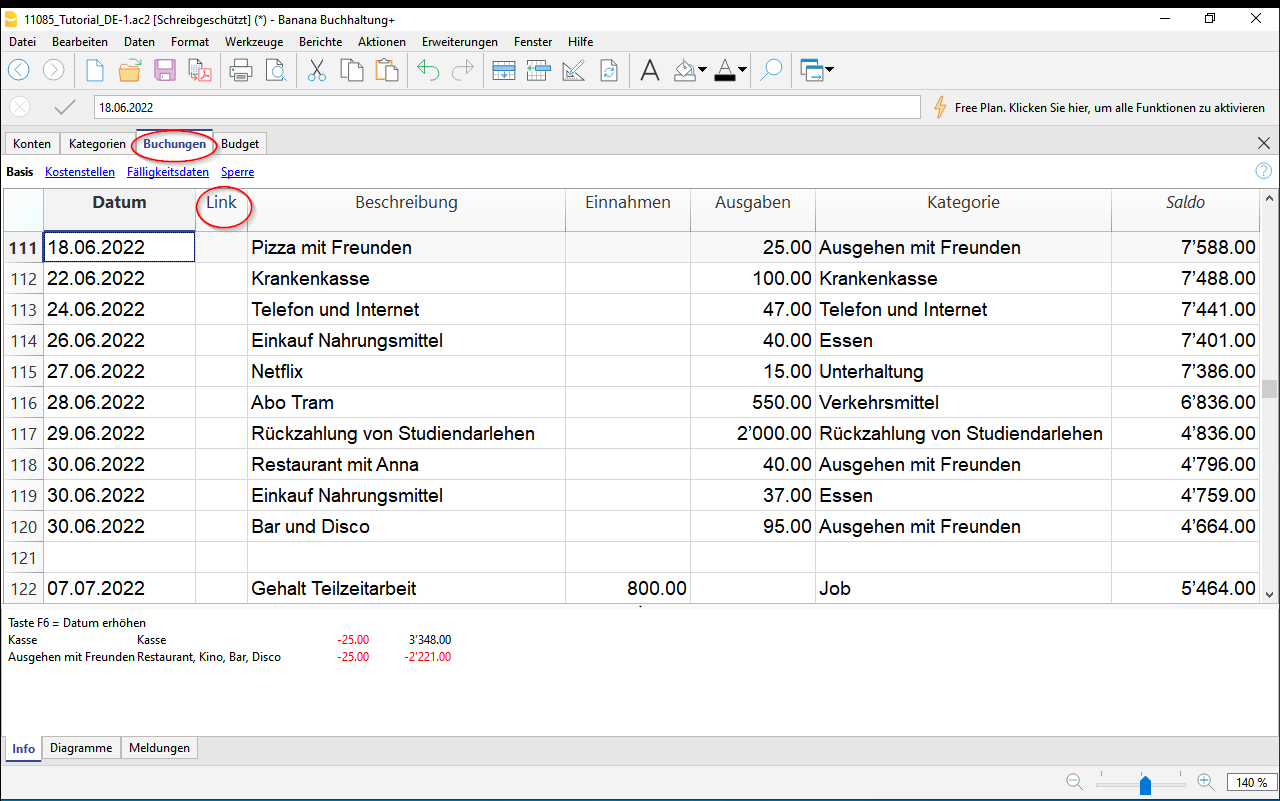 11085_Tutorial_DE-1.ac2 [Schreibgeschützt] (*) - Banana Buchhaltung+
Datei Bearbeiten Daten Format Werkzeuge Berichte Aktionen Erweiterungen Fenster Hilfe
18.06.2022 Free Plan. Klicken Sie hier, um alle Funktionen zu aktivieren
Konten Kategorien Buchungen Budget
Basis Kostenstellen Fälligkeitsdaten Sperre
Datum Link Beschreibung Einnahmen Ausgaben Kategorie Saldo
111 18.06.2022 Pizza mit Freunden 25.00 Ausgehen mit Freunden 7’588.00
112 22.06.2022 Krankenkasse 100.00 Krankenkasse 7’488.00
113 24.06.2022 Telefon und Internet 47.00 Telefon und Internet 7’441.00
114 26.06.2022 Einkauf Nahrungsmittel 40.00 Essen 7’401.00
115 27.06.2022 Netflix 15.00 Unterhaltung 7’386.00
116 28.06.2022 Abo Tram 550.00 Verkehrsmittel 6’836.00
117 29.06.2022 Rückzahlung von Studiendarlehen 2’000.00 Rückzahlung von Studiendarlehen 4’836.00
118 30.06.2022 Restaurant mit Anna 40.00 Ausgehen mit Freunden 4’796.00
119 30.06.2022 Einkauf Nahrungsmittel 37.00 Essen 4’759.00
120 30.06.2022 Bar und Disco 95.00 Ausgehen mit Freunden 4’664.00
121
122 07.07.2022 Gehalt Teilzeitarbeit 800.00 Job 5’464.00
Taste F6 = Datum erhöhen
Kasse Kasse -25.00 3’348.00
Ausgehen mit Freunden Restaurant, Kino, Bar, Disco -25.00 -2’221.00
Info Diagramme Meldungen
140 %